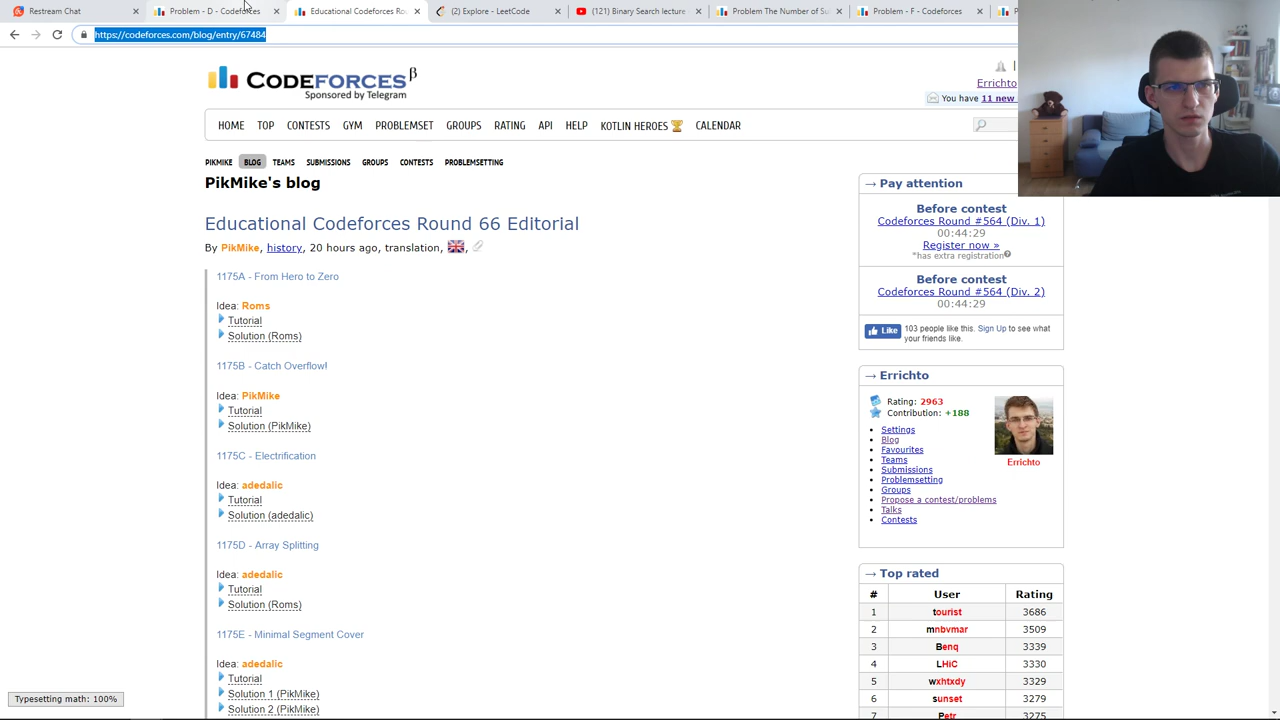 Restream Chat
Problem - D - Codeforces
Educational Codeforces Ro
(2) Explore - LeetCode
(121) Binary Search lecture
Problem The Number of Su
Problem - F - Codeforces
https://codeforces.com/blog/entry/67484
CODEFORCES β
Sponsored by Telegram
Errichto
You have 11 new
HOME TOP CONTESTS GYM PROBLEMSET GROUPS RATING API HELP KOTLIN HEROES CALENDAR
PIKMIKE BLOG TEAMS SUBMISSIONS GROUPS CONTESTS PROBLEMSETTING
PikMike's blog
Educational Codeforces Round 66 Editorial
By PikMike, history, 20 hours ago, translation,
1175A - From Hero to Zero
Idea: Roms
Tutorial
Solution (Roms)
1175B - Catch Overflow!
Idea: PikMike
Tutorial
Solution (PikMike)
1175C - Electrification
Idea: adedalic
Tutorial
Solution (adedalic)
1175D - Array Splitting
Idea: adedalic
Tutorial
Solution (Roms)
1175E - Minimal Segment Cover
Idea: adedalic
Tutorial
Solution 1 (PikMike)
Solution 2 (PikMike)
→ Pay attention
Before contest
Codeforces Round #564 (Div. 1)
00:44:29
Register now »
*has extra registration
Before contest
Codeforces Round #564 (Div. 2)
00:44:29
Like
103 people like this. Sign Up to see what
your friends like.
→ Errichto
Rating: 2963
Contribution: +188
Settings
Blog
Favourites
Teams
Submissions
Problemsetting
Groups
Propose a contest/problems
Talks
Contests
Errichto
→ Top rated
# User Rating
1 tourist 3686
2 mnbvmar 3509
3 Benq 3339
4 LHiC 3330
5 wxhtxdy 3329
6 sunset 3279
7 Petr 3275
Typesetting math: 100%